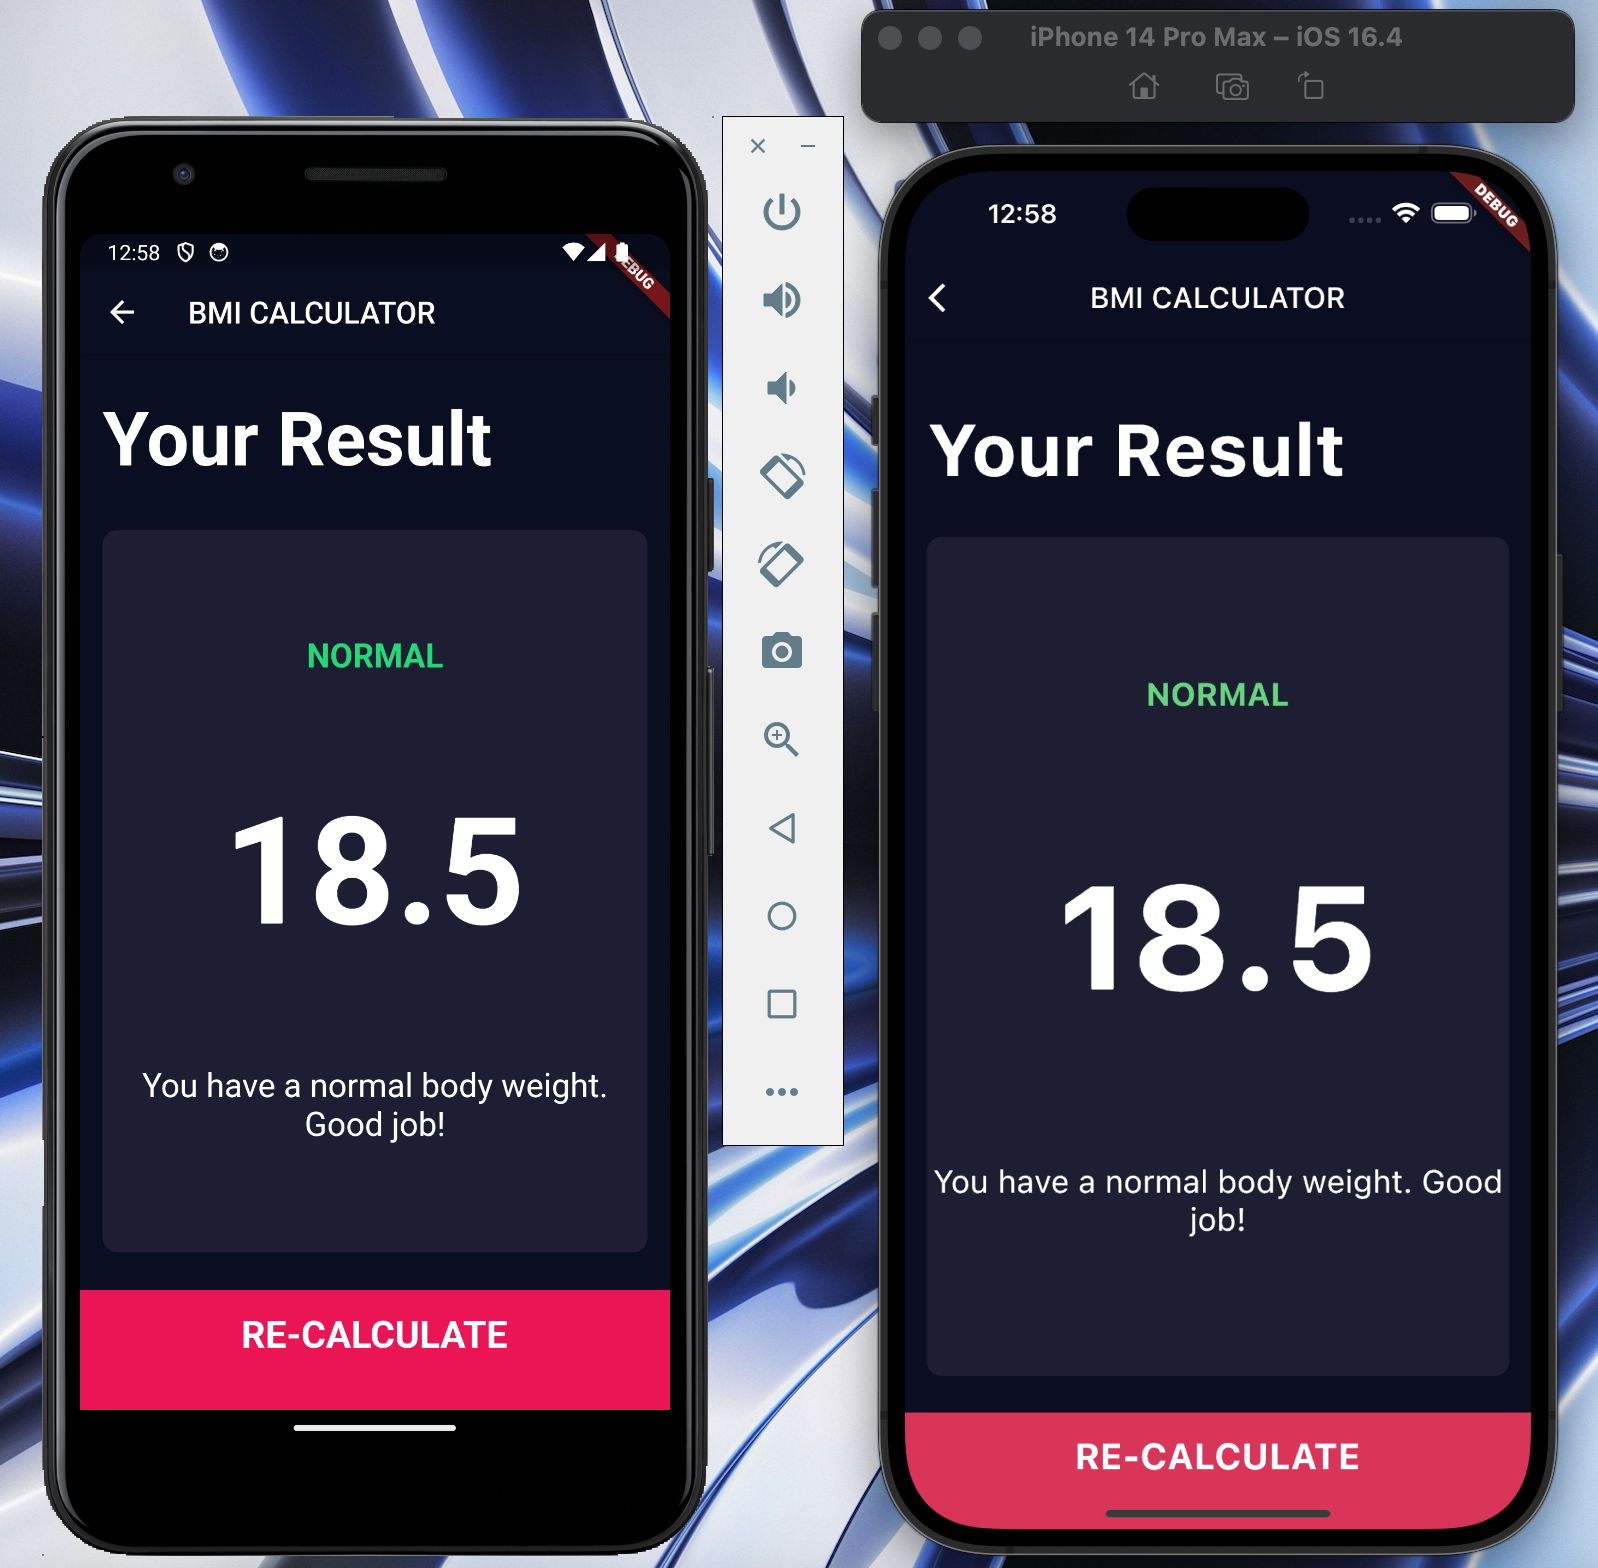 12:58
DEBUG
BMI CALCULATOR
Your Result
NORMAL
18.5
You have a normal body weight.
Good job!
RE-CALCULATE
iPhone 14 Pro Max – iOS 16.4
12:58
DEBUG
BMI CALCULATOR
Your Result
NORMAL
18.5
You have a normal body weight. Good
job!
RE-CALCULATE